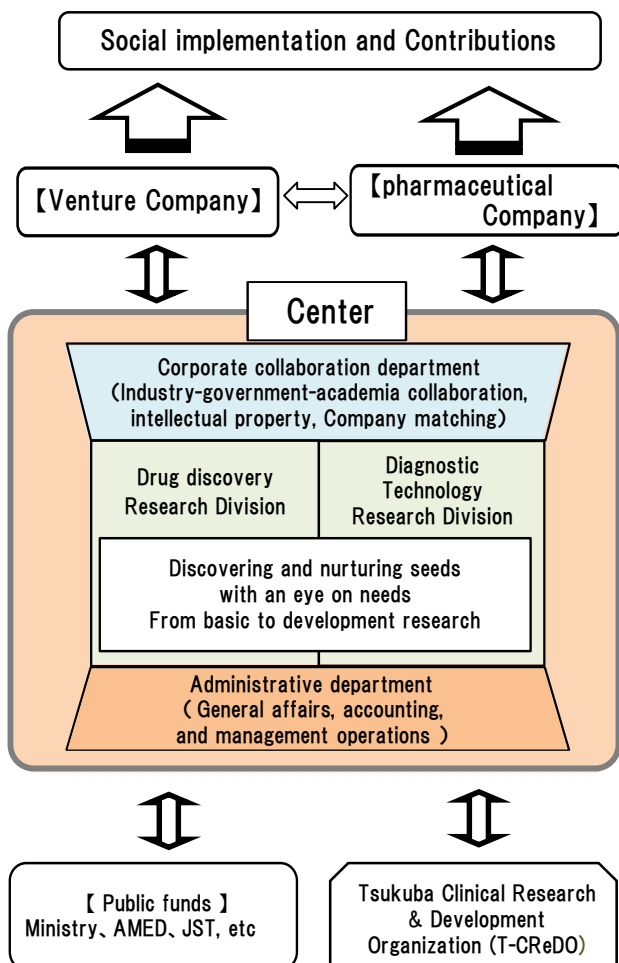 Social implementation and Contributions
【Venture Company】
【pharmaceutical
Company】
Center
Corporate collaboration department
(Industry-government-academia collaboration,
intellectual property, Company matching)
Drug discovery
Research Division
Diagnostic
Technology
Research Division
Discovering and nurturing seeds
with an eye on needs
From basic to development research
Administrative department
( General affairs, accounting,
and management operations )
【 Public funds 】
Ministry、AMED、JST, etc
Tsukuba Clinical Research
& Development
Organization (T-CReDO)